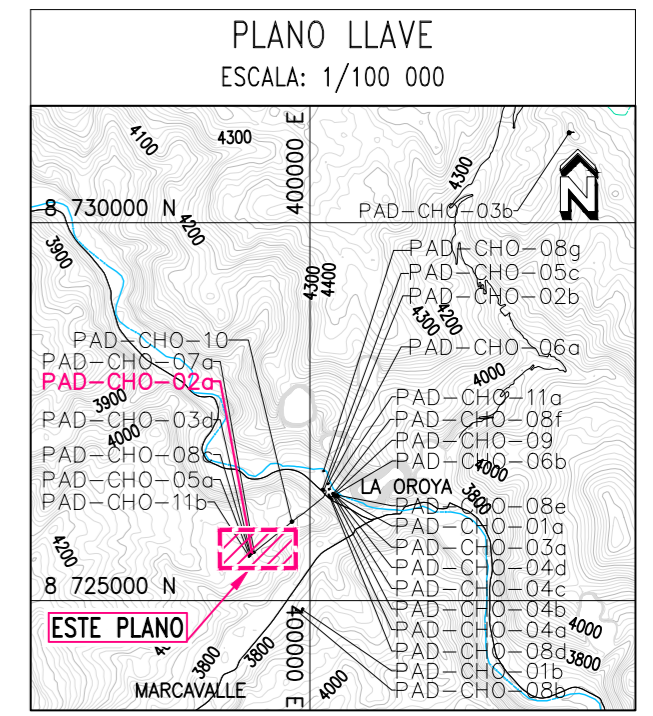 PLANO LLAVE
ESCALA: 1/100 000
4100
4300
400000 E
4300
N
PAD-CHO-03b
8 730000 N
4200
3900
PAD-CHO-08g
PAD-CHO-05c
PAD-CHO-02b
4300
4400
4200
4300
PAD-CHO-10
PAD-CHO-06a
PAD-CHO-07a
PAD-CHO-02a
4000
3900
PAD-CHO-11a
PAD-CHO-03d
PAD-CHO-08f
4000
PAD-CHO-09
PAD-CHO-08c
PAD-CHO-06b
4000
PAD-CHO-05a
LA OROYA
3800
PAD-CHO-11b
PAD-CHO-08e
PAD-CHO-01a
4200
PAD-CHO-03a
PAD-CHO-04d
8 725000 N
PAD-CHO-04c
PAD-CHO-04b
400000 E
ESTE PLANO
PAD-CHO-04a
4000
PAD-CHO-08d
3800
3800
3800
PAD-CHO-01b
MARCAVALLE
4000
PAD-CHO-08b